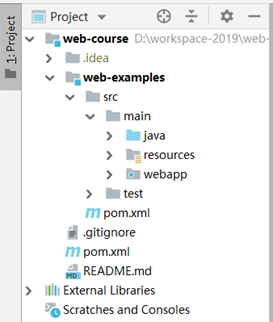 1: Project
Project
web-course D:\workspace-2019\web-
.idea
web-examples
src
main
java
resources
webapp
test
pom.xml
.gitignore
pom.xml
README.md
External Libraries
Scratches and Consoles